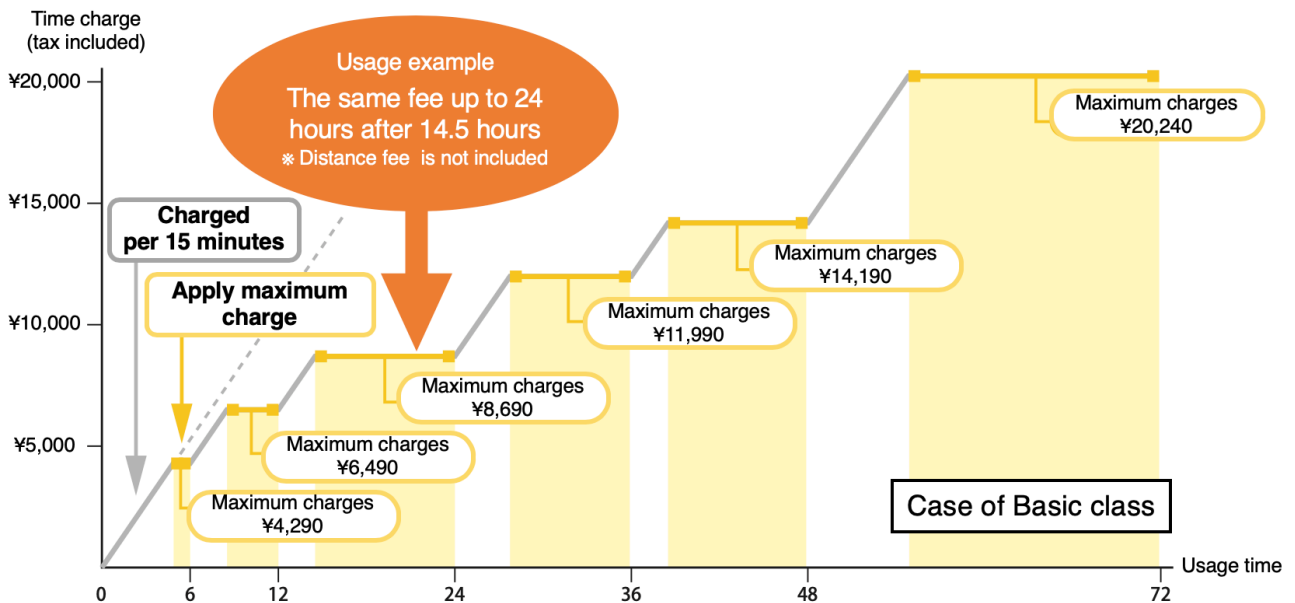 Time charge
(tax included)
¥20,000
¥15,000
¥10,000
¥5,000
Usage example
The same fee up to 24
hours after 14.5 hours
※ Distance fee is not included
Charged
per 15 minutes
Apply maximum
charge
Maximum charges
¥4,290
Maximum charges
¥6,490
Maximum charges
¥8,690
Maximum charges
¥11,990
Maximum charges
¥14,190
Maximum charges
¥20,240
Case of Basic class
Usage time
0 6 12 24 36 48 72